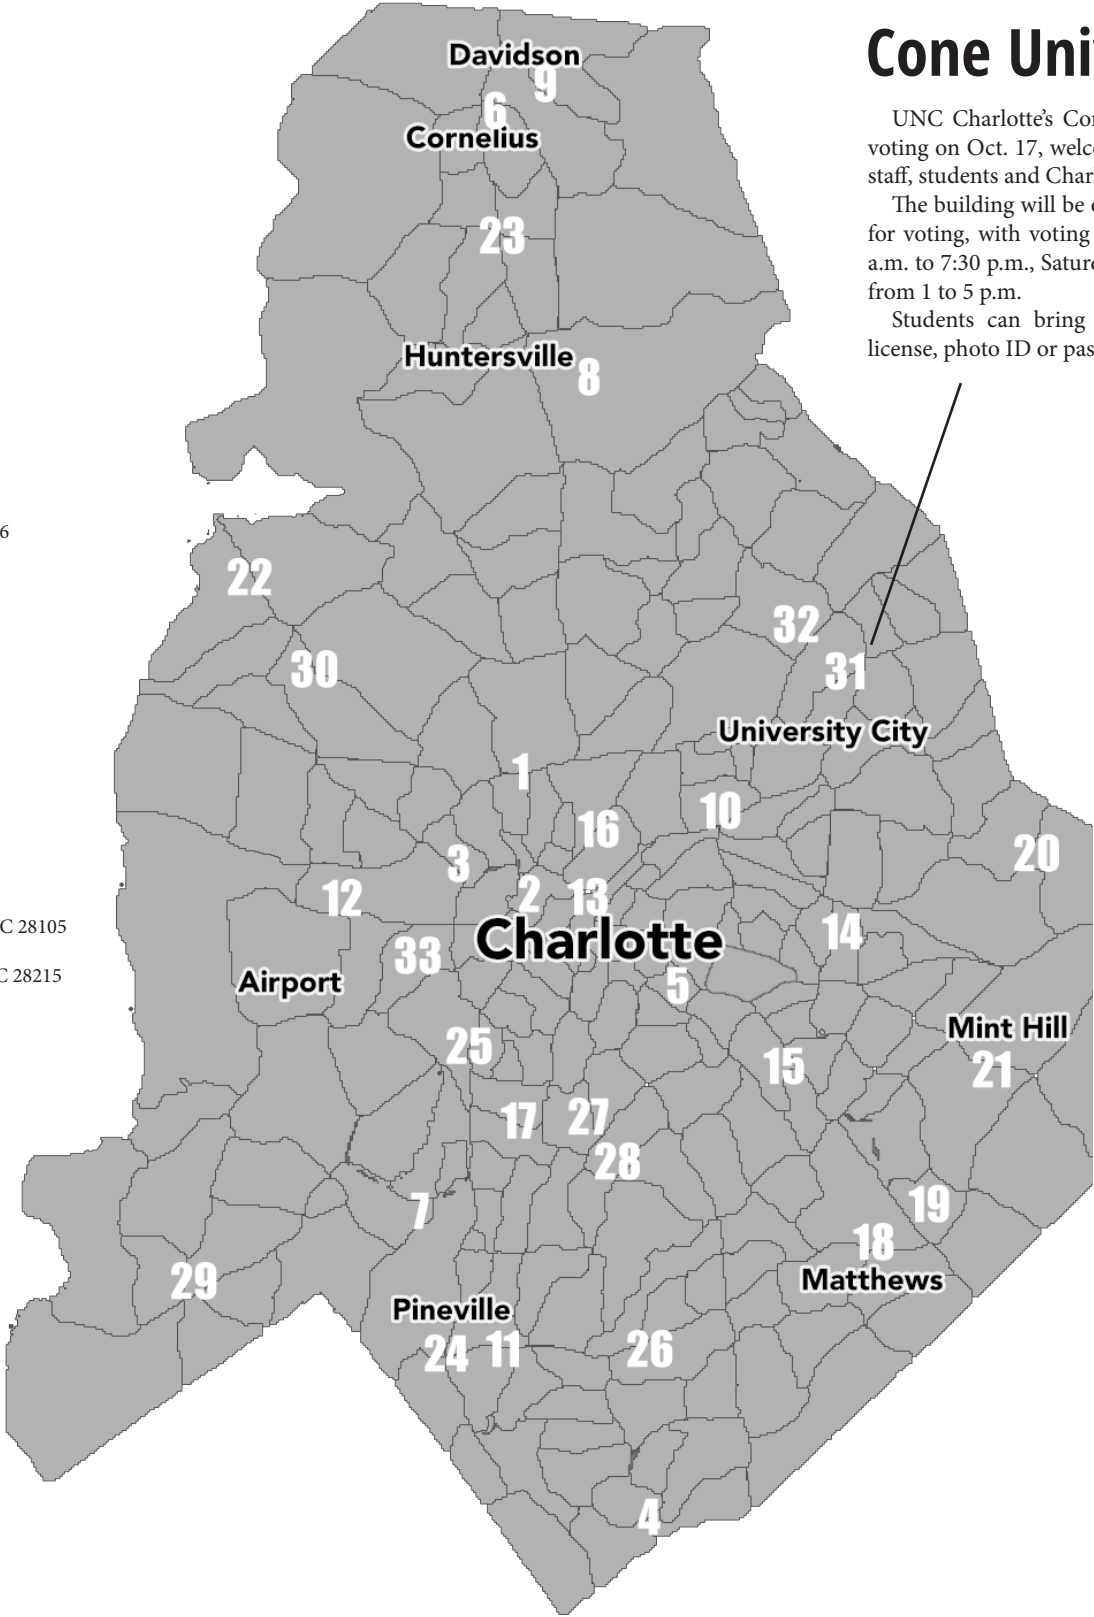 Cone Uni
UNC Charlotte's Con
voting on Oct. 17, welc
staff, students and Char
The building will be o
for voting, with voting
a.m. to 7:30 p.m., Satur
from 1 to 5 p.m.
Students can bring
license, photo ID or pas
Davidson
9
6
Cornelius
23
Huntersville
8
6
22
32
30
31
University City
1
10
16
20
3
12
2
13
C 28105
14
Charlotte
33
C 28215
Airport
5
Mint Hill
25
15
21
17
27
28
7
19
18
29
Matthews
Pineville
24
11
26
4